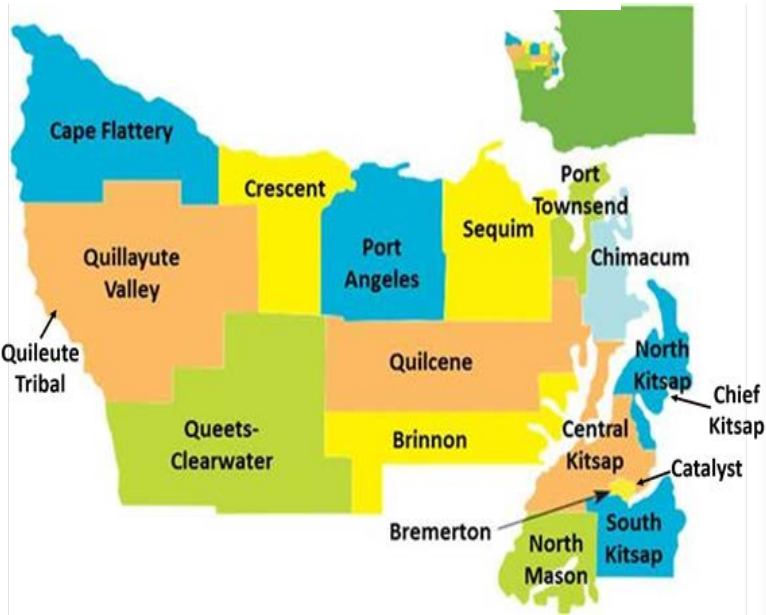 Cape Flattery
Crescent
Port
Townsend
Sequim
Port
Angeles
Chimacum
Quillayute
Valley
Quileute
Tribal
Quilcene
North
Kitsap
Chief
Kitsap
Queets-
Clearwater
Brinnon
Central
Kitsap
Catalyst
Bremerton
South
Kitsap
North
Mason